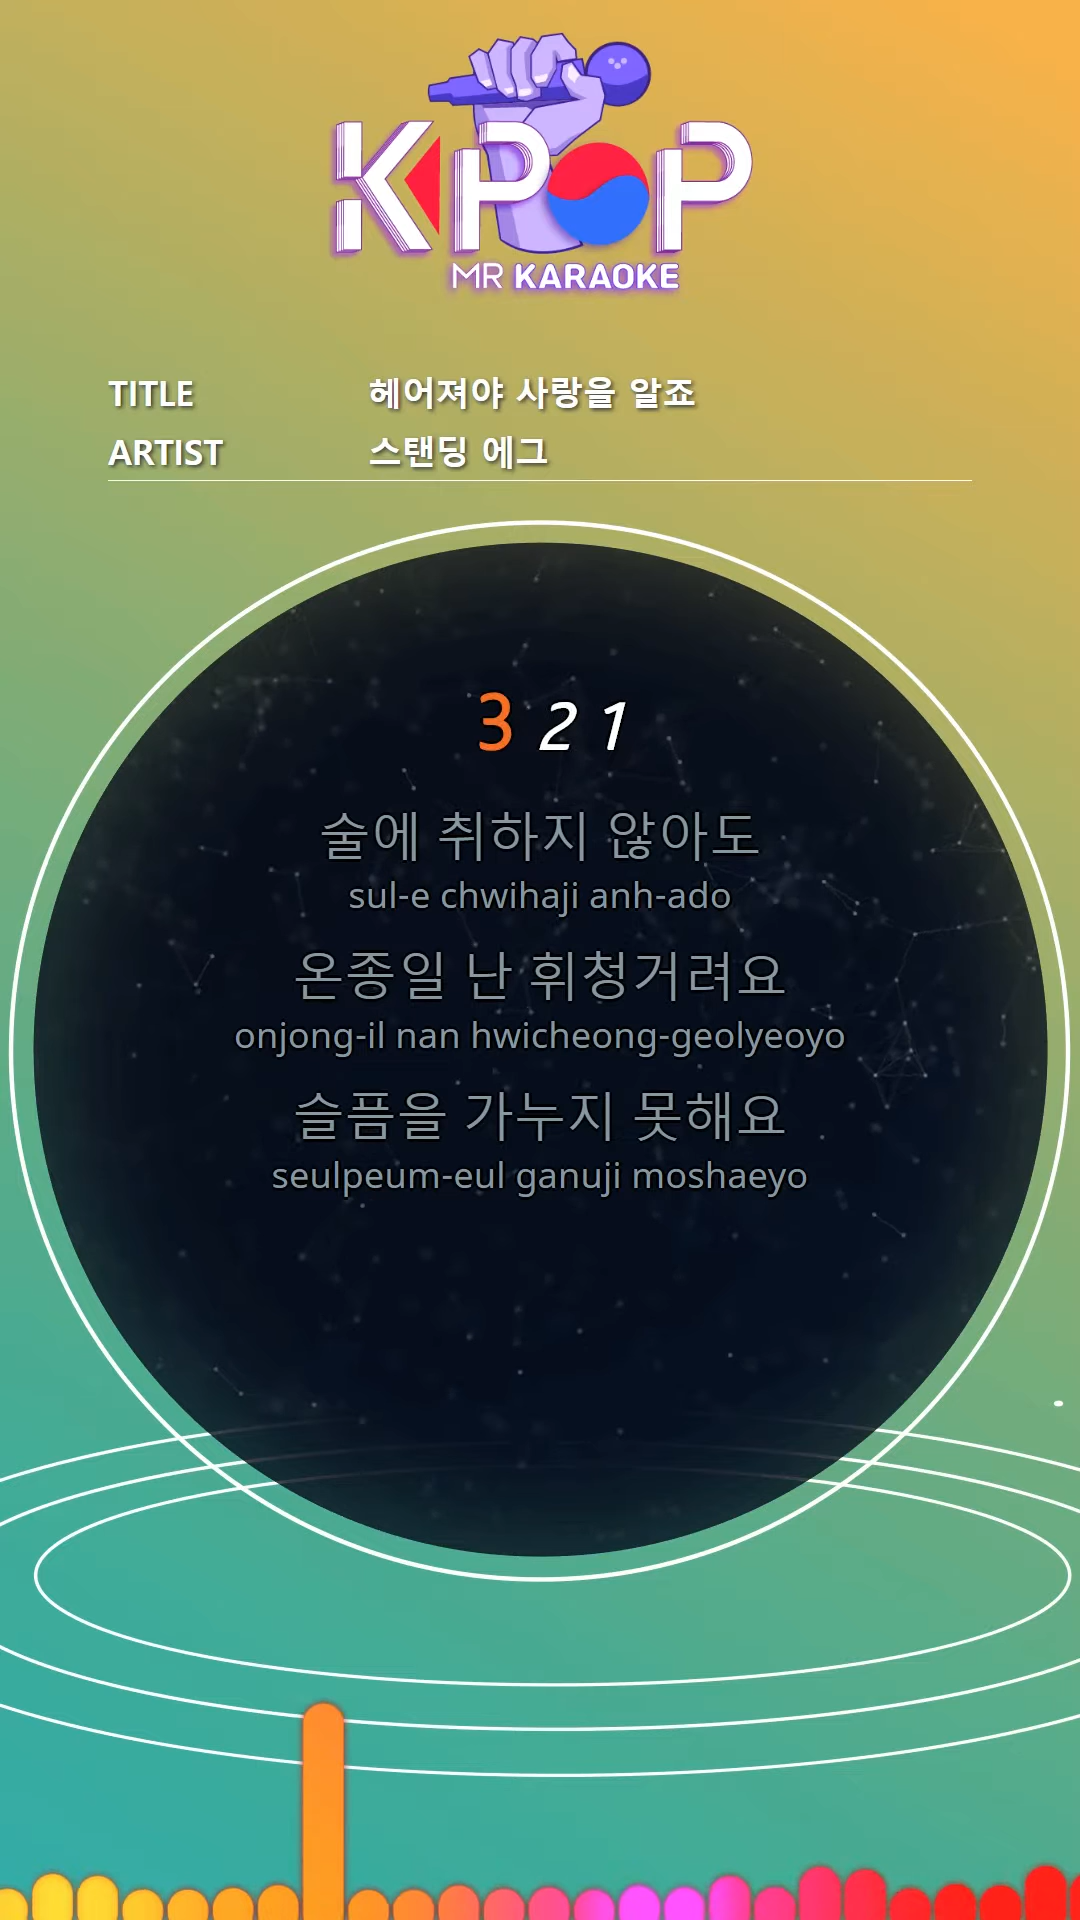 KPOP
MR KARAOKE
TITLE 헤어져야 사랑을 알죠
ARTIST 스탠딩 에그
3 2 1
술에 취하지 않아도
sul-e chwihaji anh-ado
온종일 난 휘청거려요
onjong-il nan hwicheong-geolyeoyo
슬픔을 가누지 못해요
seulpeum-eul ganuji moshaeyo